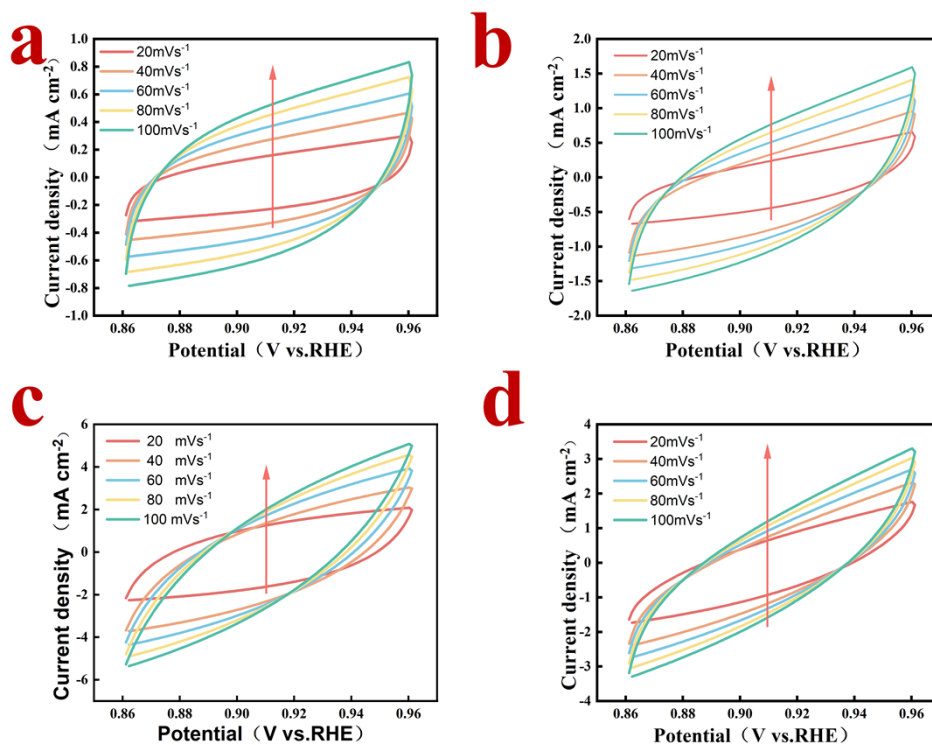 a
1.0
0.8
0.6
0.4
0.2
0.0
-0.2
-0.4
-0.6
-0.8
-1.0
Current density （mA cm-2)
20mVs-1
40mVs-1
60mVs-1
80mVs-1
100mVs-1
0.86 0.88 0.90 0.92 0.94 0.96
Potential（V vs.RHE)
b
2.0
1.5
1.0
0.5
0.0
-0.5
-1.0
-1.5
-2.0
Current density （mA cm-2)
20mVs-1
40mVs-1
60mVs-1
80mVs-1
100mVs-1
0.86 0.88 0.90 0.92 0.94 0.96
Potential（V vs.RHE)
c
6
4
2
0
-2
-4
-6
Current density （mA cm-2)
20 mVs-1
40 mVs-1
60 mVs-1
80 mVs-1
100 mVs-1
0.86 0.88 0.90 0.92 0.94 0.96
Potential（V vs.RHE)
d
4
3
2
1
0
-1
-2
-3
-4
Current density （mA cm-2)
20mVs-1
40mVs-1
60mVs-1
80mVs-1
100mVs-1
0.86 0.88 0.90 0.92 0.94 0.96
Potential（V vs.RHE)